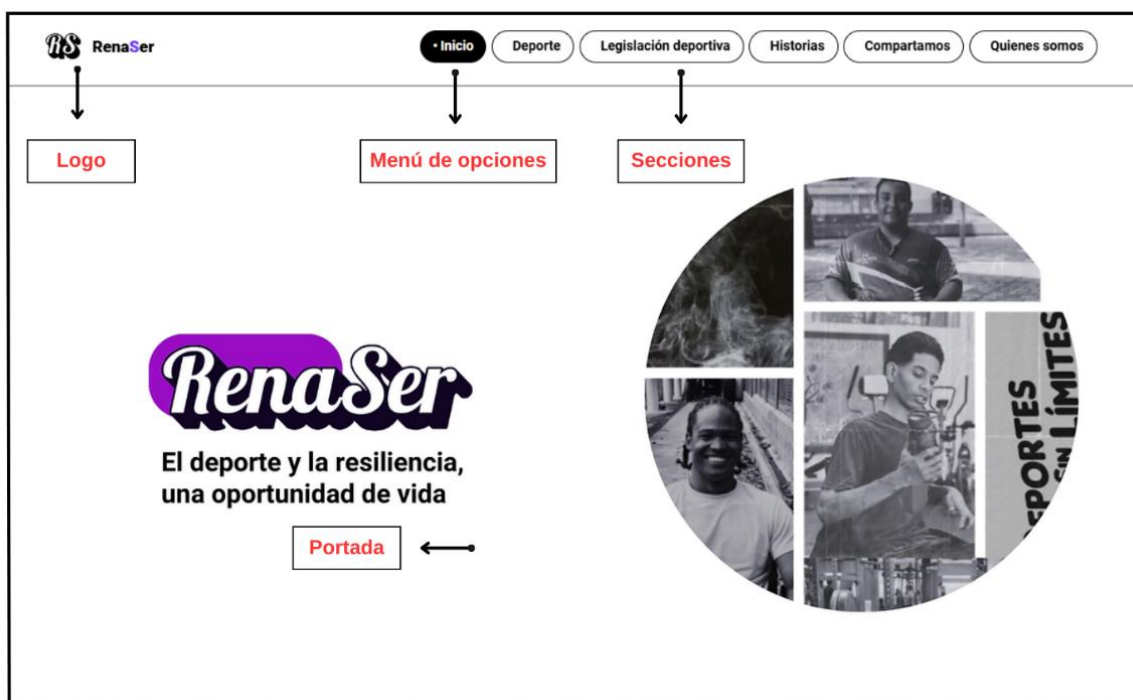 RS RenaSer
• Inicio
Deporte
Legislación deportiva
Historias
Compartamos
Quienes somos
Logo
Menú de opciones
Secciones
RenaSer
El deporte y la resiliencia,
una oportunidad de vida
Portada
SIN LÍMITES